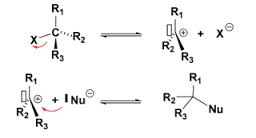 R₁ R₁
X C R₂ ⊕ + X⊖
R₃ R₂ R₃
R₁ R₁
⊕ + I Nu⊖ R₂
R₂ R₃ R₃ Nu